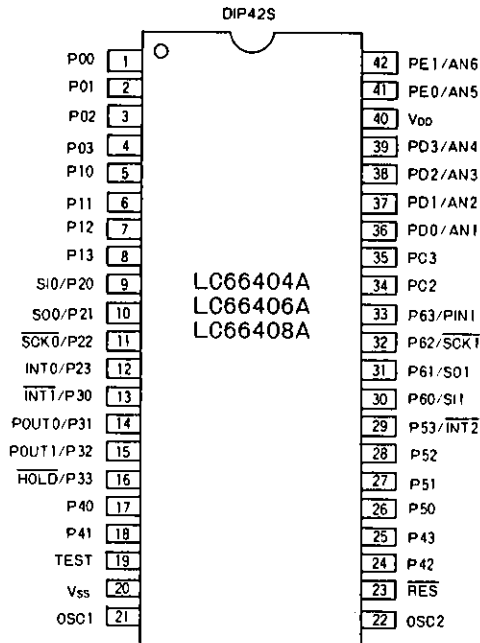 DIP42S
P00 1
P01 2
P02 3
P03 4
P10 5
P11 6
P12 7
P13 8
SI0/P20 9
SO0/P21 10
SCK0/P22 11
INT0/P23 12
INT1/P30 13
POUT0/P31 14
POUT1/P32 15
HOLD/P33 16
P40 17
P41 18
TEST 19
Vss 20
OSC1 21
LC66404A
LC66406A
LC66408A
42 PE1/AN6
41 PE0/AN5
40 VDD
39 PD3/AN4
38 PD2/AN3
37 PD1/AN2
36 PD0/AN1
35 PC3
34 PC2
33 P63/PIN1
32 P62/SCK1
31 P61/SO1
30 P60/SI1
29 P53/INT2
28 P52
27 P51
26 P50
25 P43
24 P42
23 RES
22 OSC2